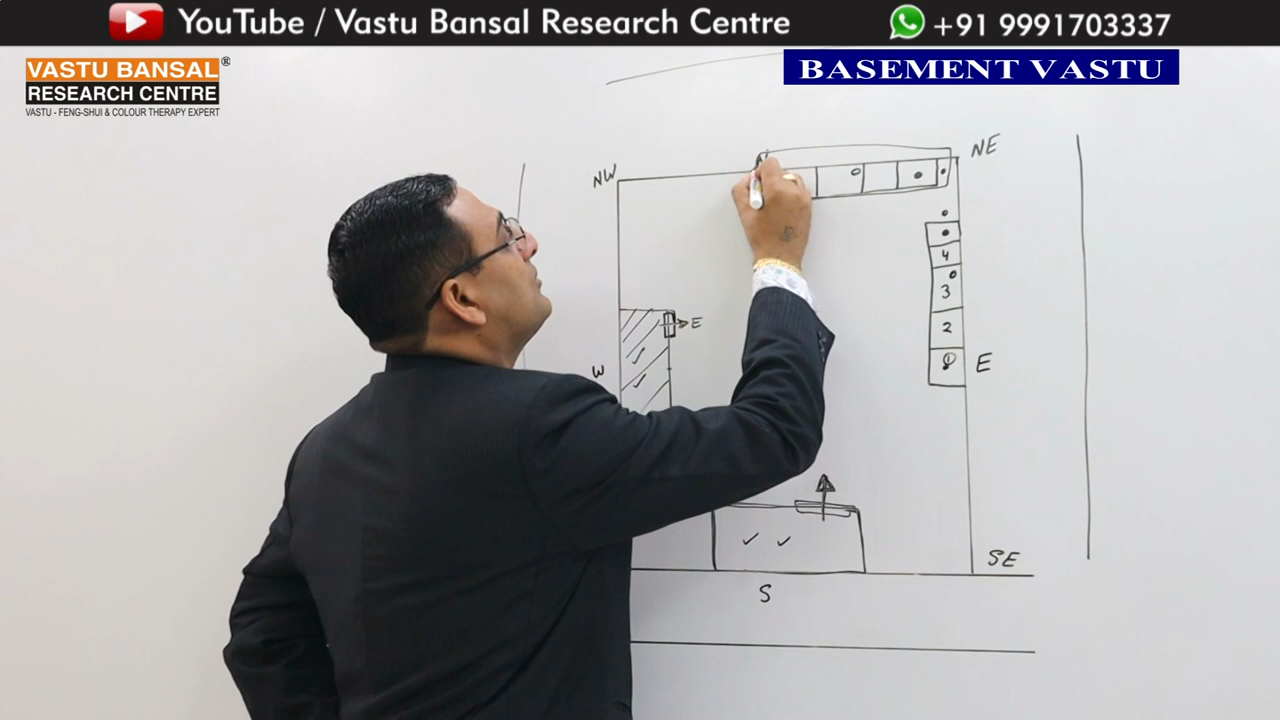 YouTube / Vastu Bansal Research Centre
+91 9991703337
VASTU BANSAL®
RESEARCH CENTRE
VASTU - FENG-SHUI & COLOUR THERAPY EXPERT
BASEMENT VASTU
NW
NE
4
3
2
E
E
W
SE
S